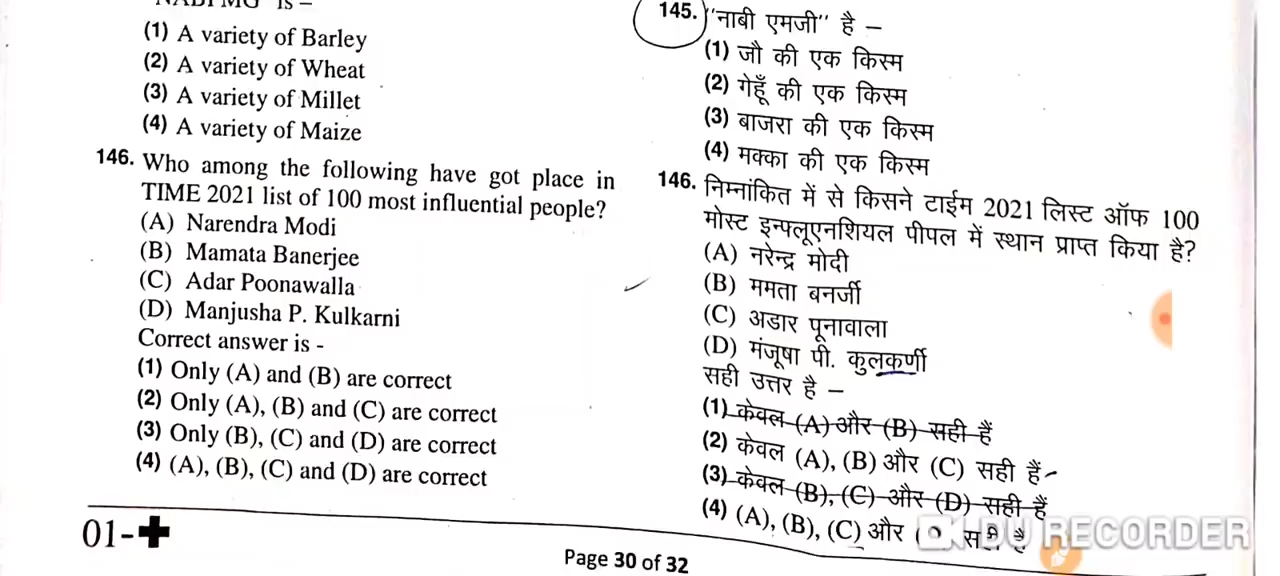 "NABI MG" is –
(1) A variety of Barley
(2) A variety of Wheat
(3) A variety of Millet
(4) A variety of Maize
146. Who among the following have got place in
TIME 2021 list of 100 most influential people?
(A) Narendra Modi
(B) Mamata Banerjee
(C) Adar Poonawalla
(D) Manjusha P. Kulkarni
Correct answer is -
(1) Only (A) and (B) are correct
(2) Only (A), (B) and (C) are correct
(3) Only (B), (C) and (D) are correct
(4) (A), (B), (C) and (D) are correct
145. "नाबी एमजी" है –
(1) जौ की एक किस्म
(2) गेहूँ की एक किस्म
(3) बाजरा की एक किस्म
(4) मक्का की एक किस्म
146. निम्नांकित में से किसने टाईम 2021 लिस्ट ऑफ 100
मोस्ट इन्फ्लूएनशियल पीपल में स्थान प्राप्त किया है?
(A) नरेन्द्र मोदी
(B) ममता बनर्जी
(C) अडार पूनावाला
(D) मंजूषा पी. कुलकर्णी
सही उत्तर है –
(1) केवल (A) और (B) सही हैं
(2) केवल (A), (B) और (C) सही हैं
(3) केवल (B), (C) और (D) सही हैं
(4) (A), (B), (C) और सही है
01-+
Page 30 of 32
DU RECORDER